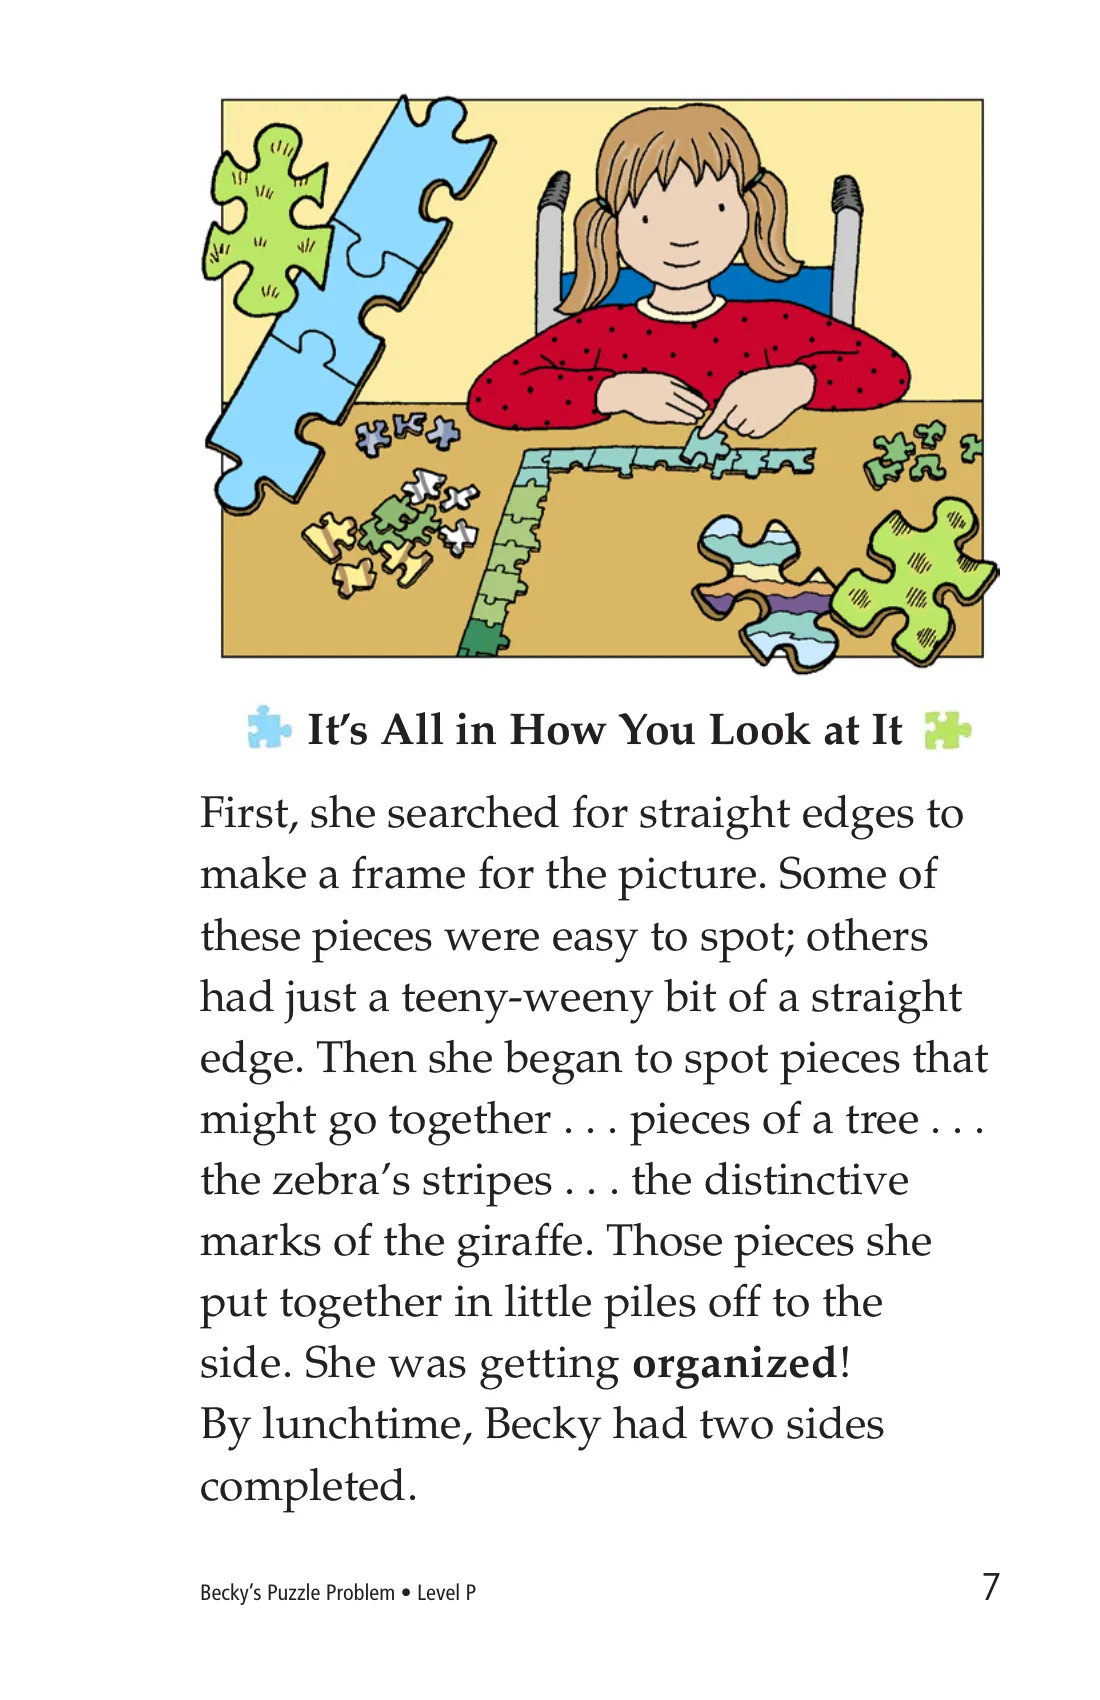 It’s All in How You Look at It
First, she searched for straight edges to
make a frame for the picture. Some of
these pieces were easy to spot; others
had just a teeny-weeny bit of a straight
edge. Then she began to spot pieces that
might go together . . . pieces of a tree . . .
the zebra’s stripes . . . the distinctive
marks of the giraffe. Those pieces she
put together in little piles off to the
side. She was getting organized!
By lunchtime, Becky had two sides
completed.
Becky’s Puzzle Problem • Level P
7